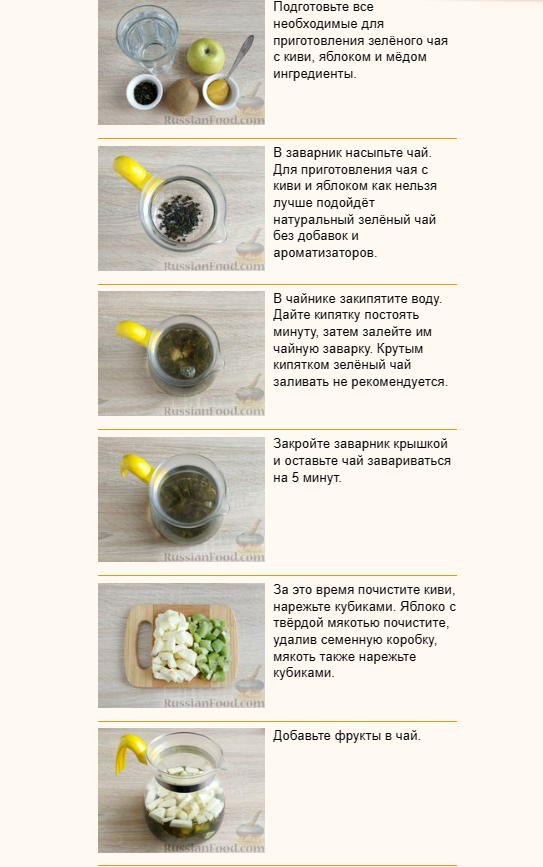 Подготовьте все
необходимые для
приготовления зелёного чая
с киви, яблоком и мёдом
ингредиенты.
RussianFood.com
В заварник насыпьте чай.
Для приготовления чая с
киви и яблоком как нельзя
лучше подойдёт
натуральный зелёный чай
без добавок и
ароматизаторов.
RussianFood.com
В чайнике закипятите воду.
Дайте кипятку постоять
минуту, затем залейте им
чайную заварку. Крутым
кипятком зелёный чай
заливать не рекомендуется.
RussianFood.com
Закройте заварник крышкой
и оставьте чай завариваться
на 5 минут.
RussianFood.com
За это время почистите киви,
нарежьте кубиками. Яблоко с
твёрдой мякотью почистите,
удалив семенную коробку,
мякоть также нарежьте
кубиками.
RussianFood.com
Добавьте фрукты в чай.
RussianFood.com